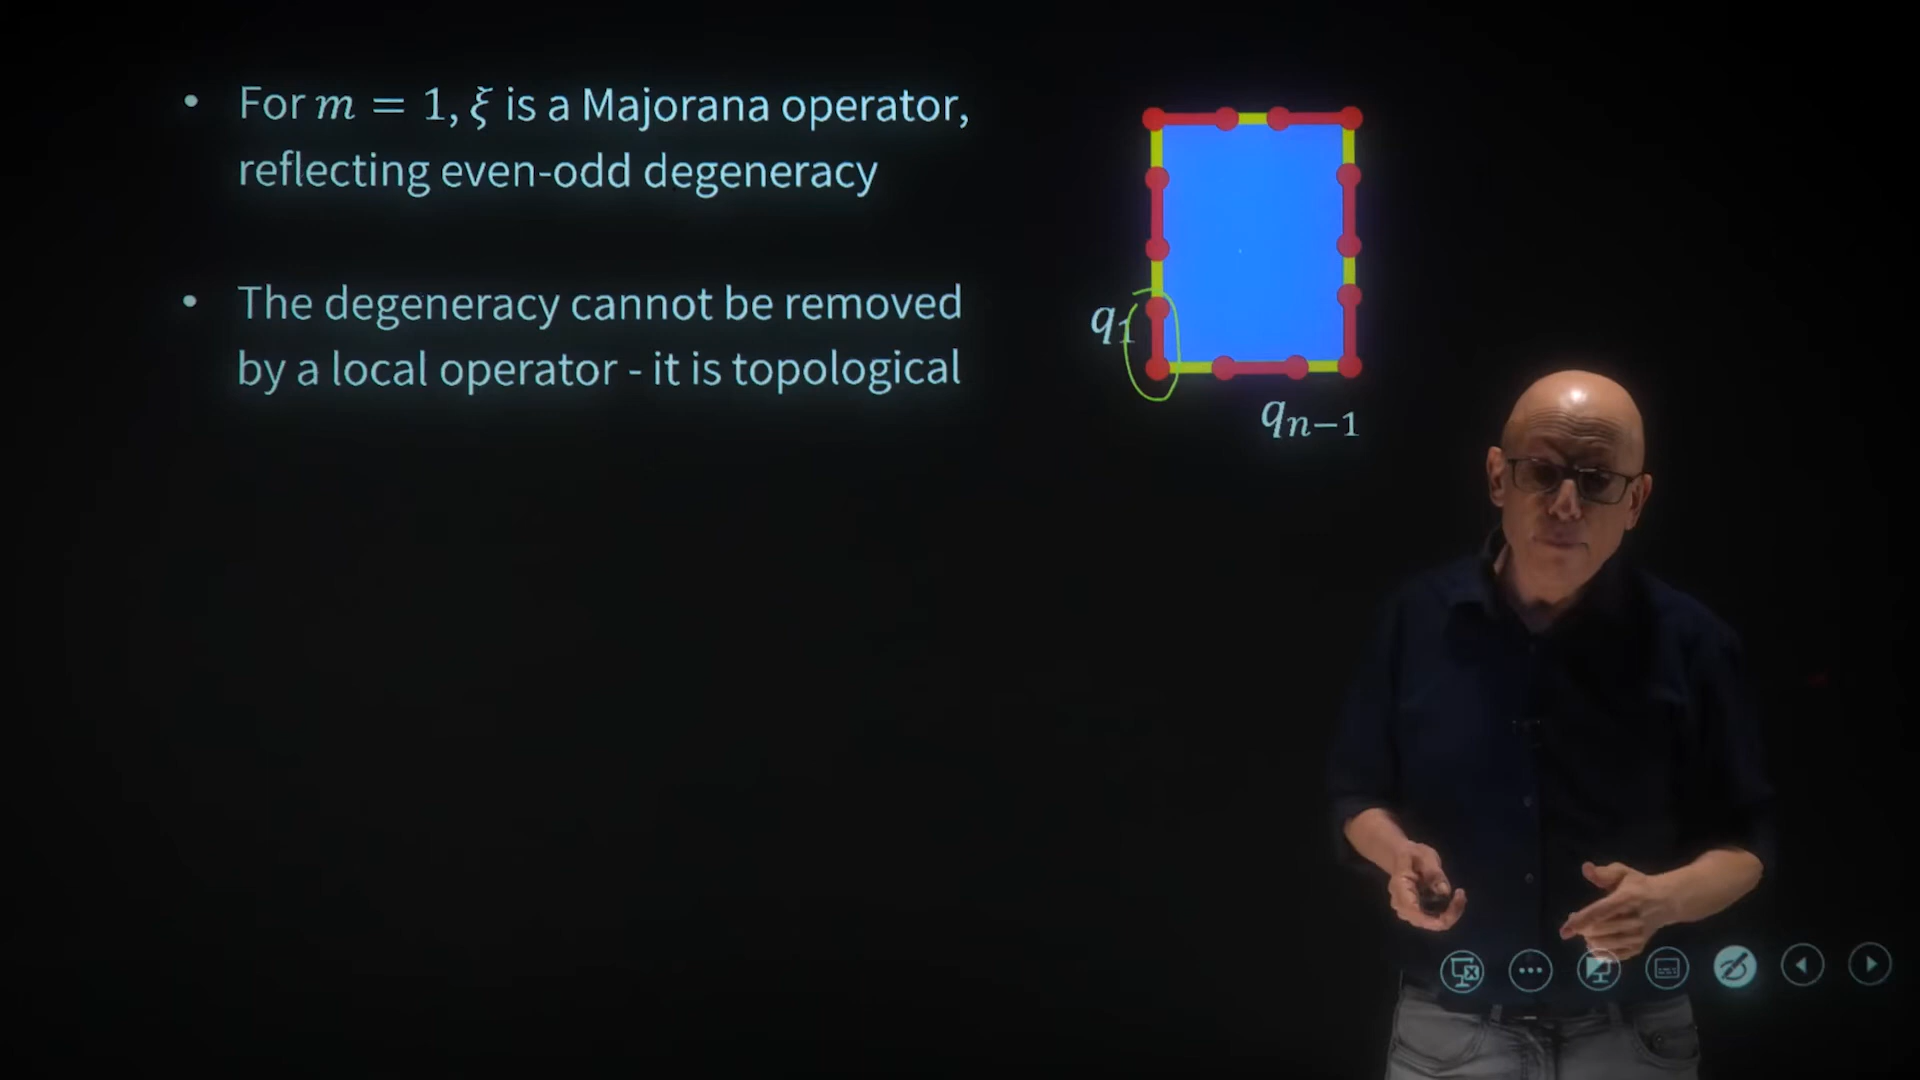 • For m = 1, ξ is a Majorana operator,
reflecting even-odd degeneracy
• The degeneracy cannot be removed
by a local operator - it is topological
q₁
qₙ₋₁